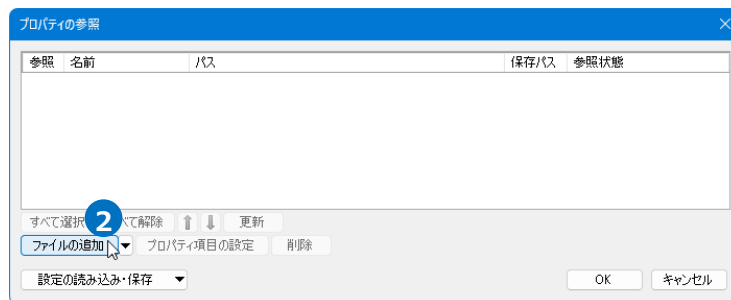 プロパティの参照
参照 名前 パス 保存パス 参照状態
すべて選択 2 べて解除 更新
ファイルの追加 プロパティ項目の設定 削除
設定の読み込み・保存 OK キャンセル